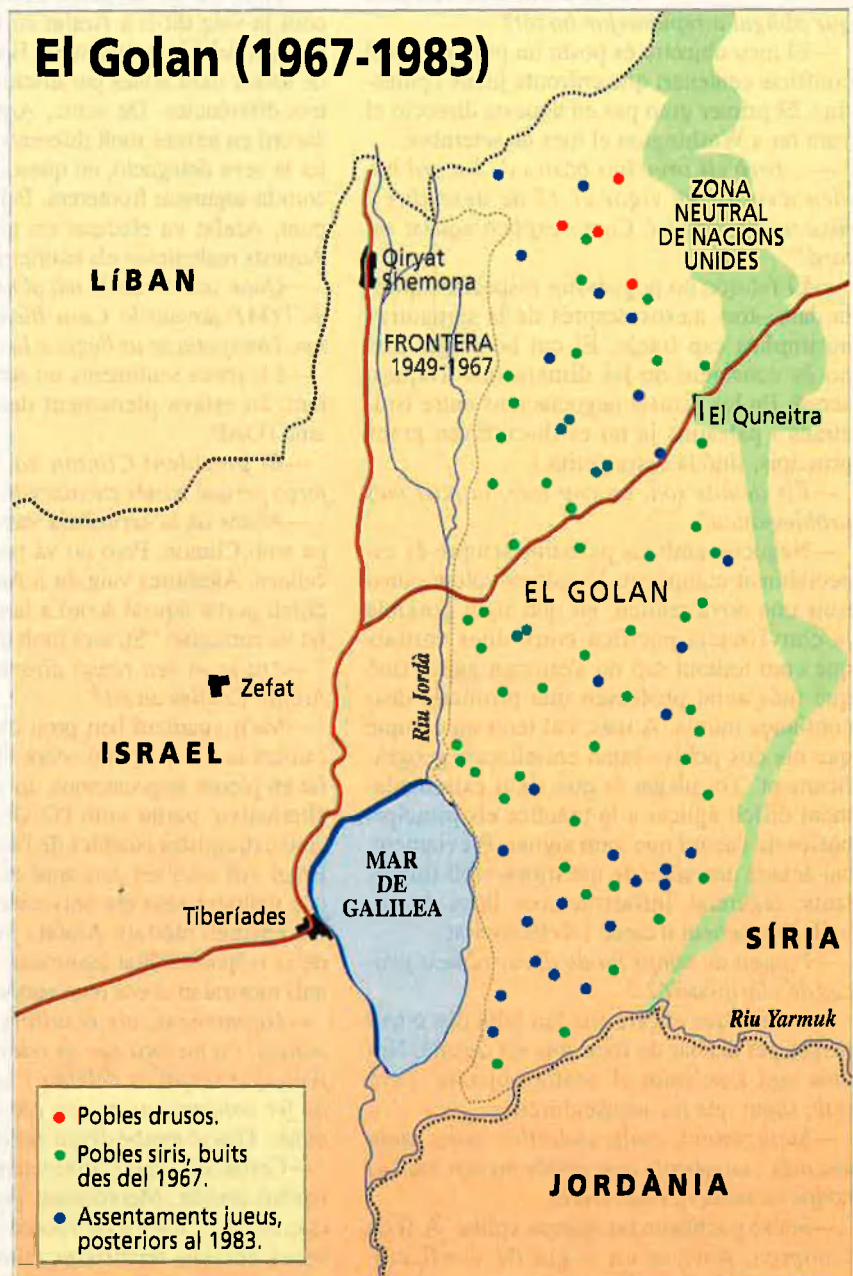 El Golan (1967-1983)
ZONA
NEUTRAL
DE NACIONS
UNIDES
LÍBAN
Qiryat
Shemona
FRONTERA
1949-1967
El Quneitra
EL GOLAN
Zefat
Riu Jordà
ISRAEL
MAR
DE
GALILEA
Tiberíades
SÍRIA
Riu Yarmuk
Pobles drusos.
Pobles siris, buits
des del 1967.
Assentaments jueus,
posteriors al 1983.
JORDÀNIA